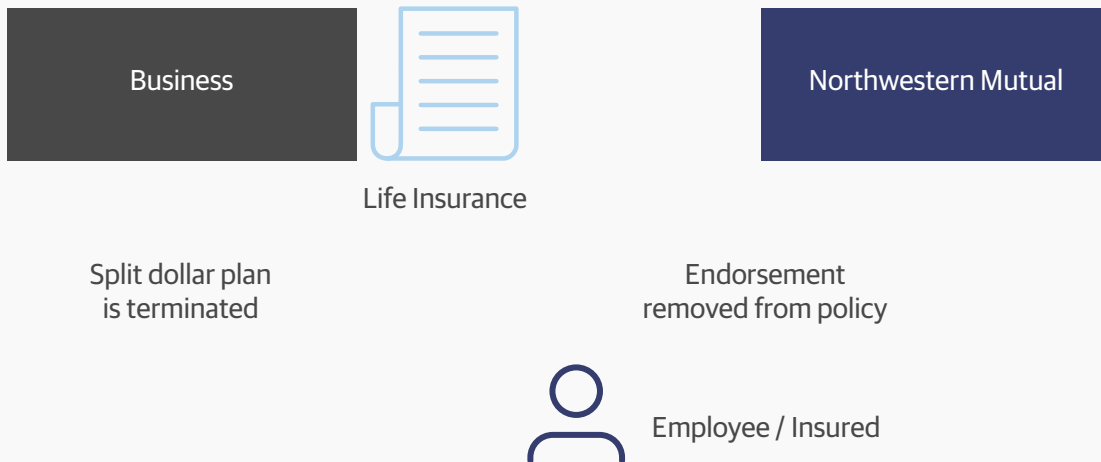 Business
Northwestern Mutual
Life Insurance
Split dollar plan
is terminated
Endorsement
removed from policy
Employee / Insured